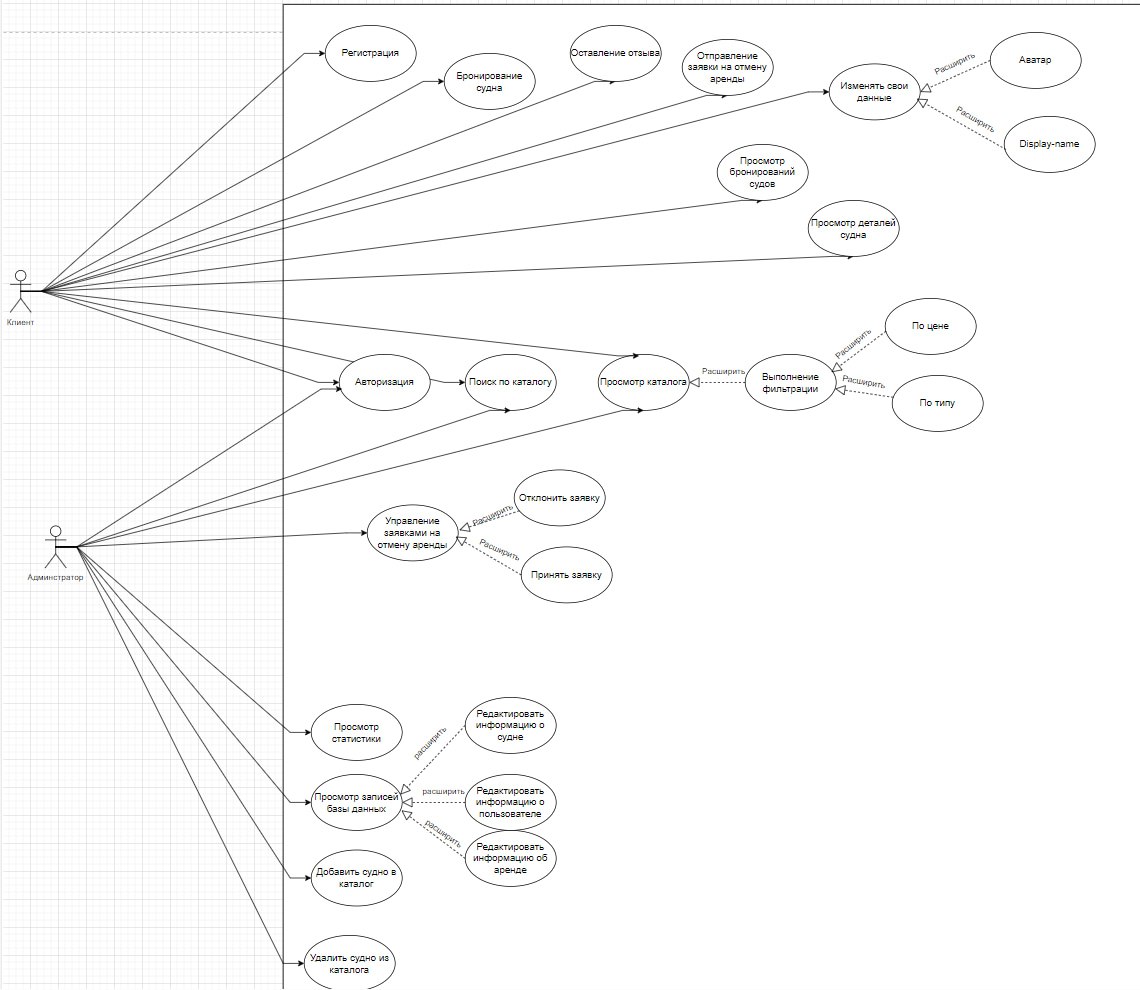 Регистрация
Бронирование
судна
Оставление отзыва
Отправление
заявки на отмену
аренды
Изменять свои
данные
Расширить
Аватар
Расширить
Display-name
Просмотр
бронирований
судов
Просмотр деталей
судна
Клиент
Авторизация
Поиск по каталогу
Просмотр каталога
Расширить
Выполнение
фильтрации
Расширить
По цене
Расширить
По типу
Админстратор
Управление
заявками на
отмену аренды
Расширить
Отклонить заявку
Расширить
Принять заявку
Просмотр
статистики
Просмотр записей
базы данных
расширить
Редактировать
информацию о
судне
расширить
Редактировать
информацию о
пользователе
расширить
Редактировать
информацию об
аренде
Добавить судно в
каталог
Удалить судно из
каталога